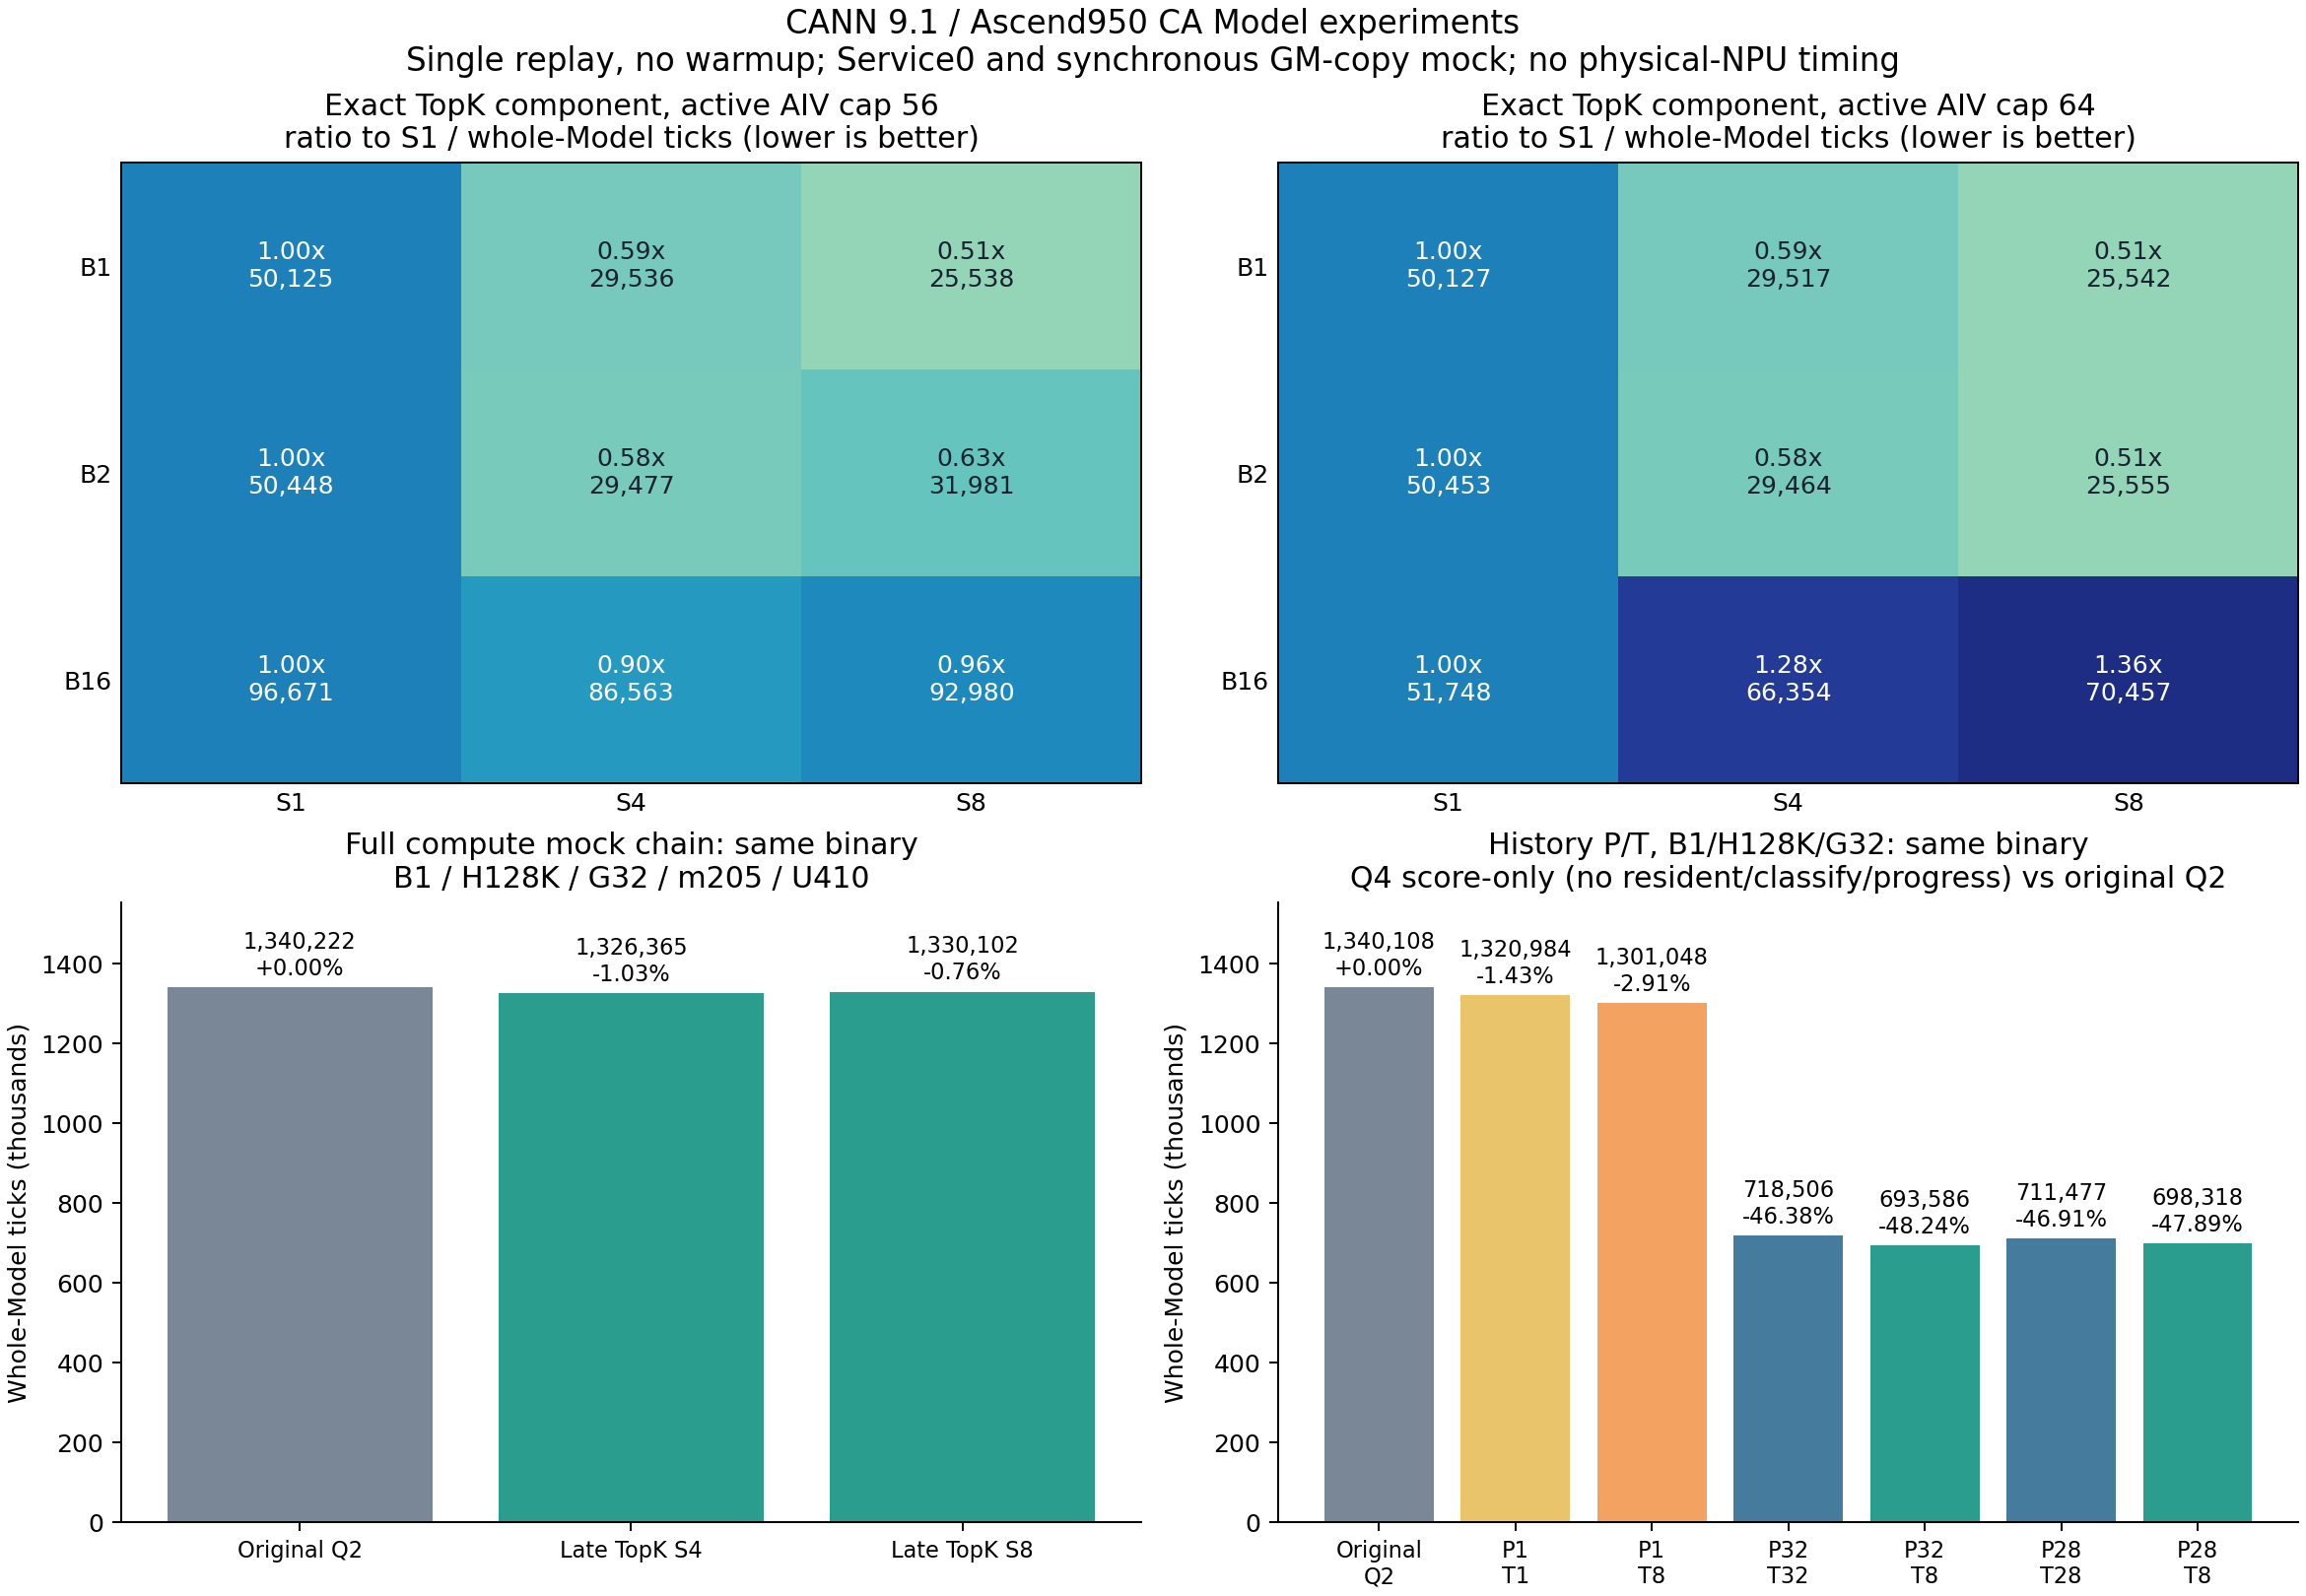 CANN 9.1 / Ascend950 CA Model experiments
Single replay, no warmup; Service0 and synchronous GM-copy mock; no physical-NPU timing
Exact TopK component, active AIV cap 56
ratio to S1 / whole-Model ticks (lower is better)
B1
1.00x
50,125
0.59x
29,536
0.51x
25,538
B2
1.00x
50,448
0.58x
29,477
0.63x
31,981
B16
1.00x
96,671
0.90x
86,563
0.96x
92,980
S1
S4
S8
Exact TopK component, active AIV cap 64
ratio to S1 / whole-Model ticks (lower is better)
B1
1.00x
50,127
0.59x
29,517
0.51x
25,542
B2
1.00x
50,453
0.58x
29,464
0.51x
25,555
B16
1.00x
51,748
1.28x
66,354
1.36x
70,457
S1
S4
S8
Full compute mock chain: same binary
B1 / H128K / G32 / m205 / U410
Whole-Model ticks (thousands)
1400
1200
1000
800
600
400
200
0
1,340,222
+0.00%
1,326,365
-1.03%
1,330,102
-0.76%
Original Q2
Late TopK S4
Late TopK S8
History P/T, B1/H128K/G32: same binary
Q4 score-only (no resident/classify/progress) vs original Q2
Whole-Model ticks (thousands)
1400
1200
1000
800
600
400
200
0
1,340,108
+0.00%
1,320,984
-1.43%
1,301,048
-2.91%
718,506
-46.38%
693,586
-48.24%
711,477
-46.91%
698,318
-47.89%
Original
Q2
P1
T1
P1
T8
P32
T32
P32
T8
P28
T28
P28
T8